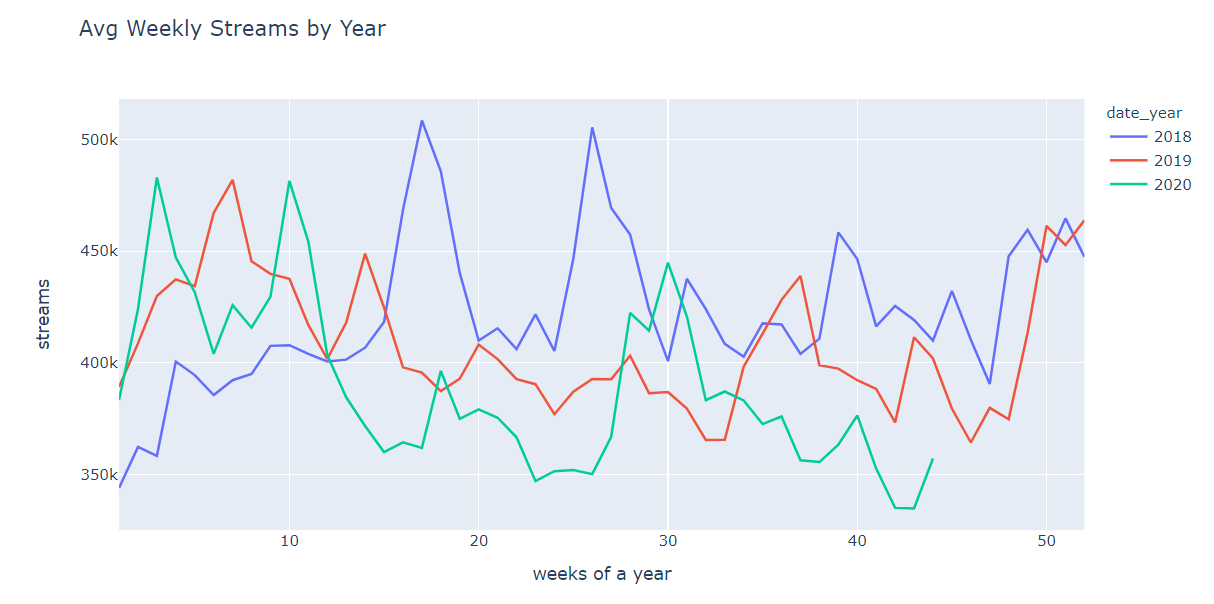 Avg Weekly Streams by Year
date_year
2018
2019
2020
500k
450k
400k
350k
streams
10 20 30 40 50
weeks of a year